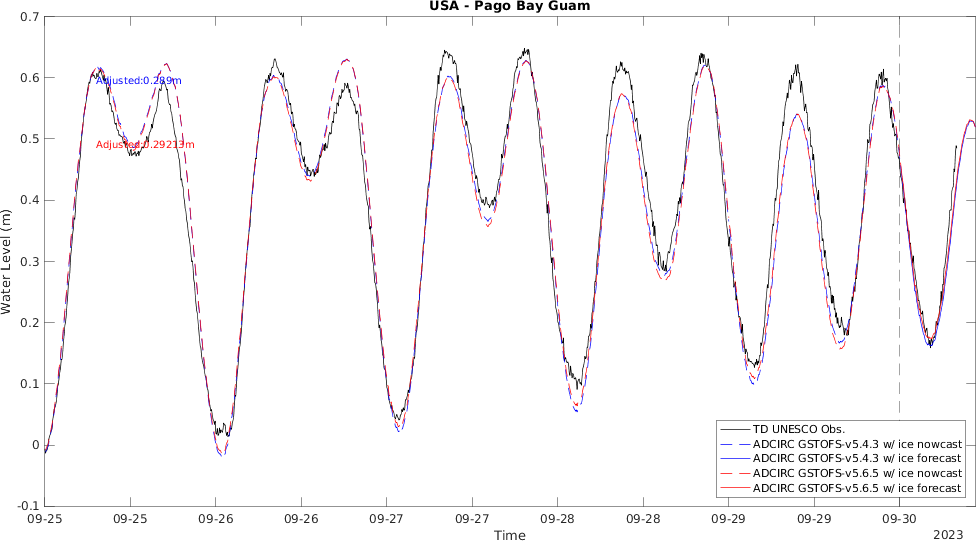 USA - Pago Bay Guam
0.7
0.6
0.5
0.4
0.3
0.2
0.1
0
-0.1
Water Level (m)
Adjusted:0.289m
Adjusted:0.29213m
TD UNESCO Obs.
ADCIRC GSTOFS-v5.4.3 w/ ice nowcast
ADCIRC GSTOFS-v5.4.3 w/ ice forecast
ADCIRC GSTOFS-v5.6.5 w/ ice nowcast
ADCIRC GSTOFS-v5.6.5 w/ ice forecast
09-25 09-25 09-26 09-26 09-27 09-27 09-28 09-28 09-29 09-29 09-30
Time
2023